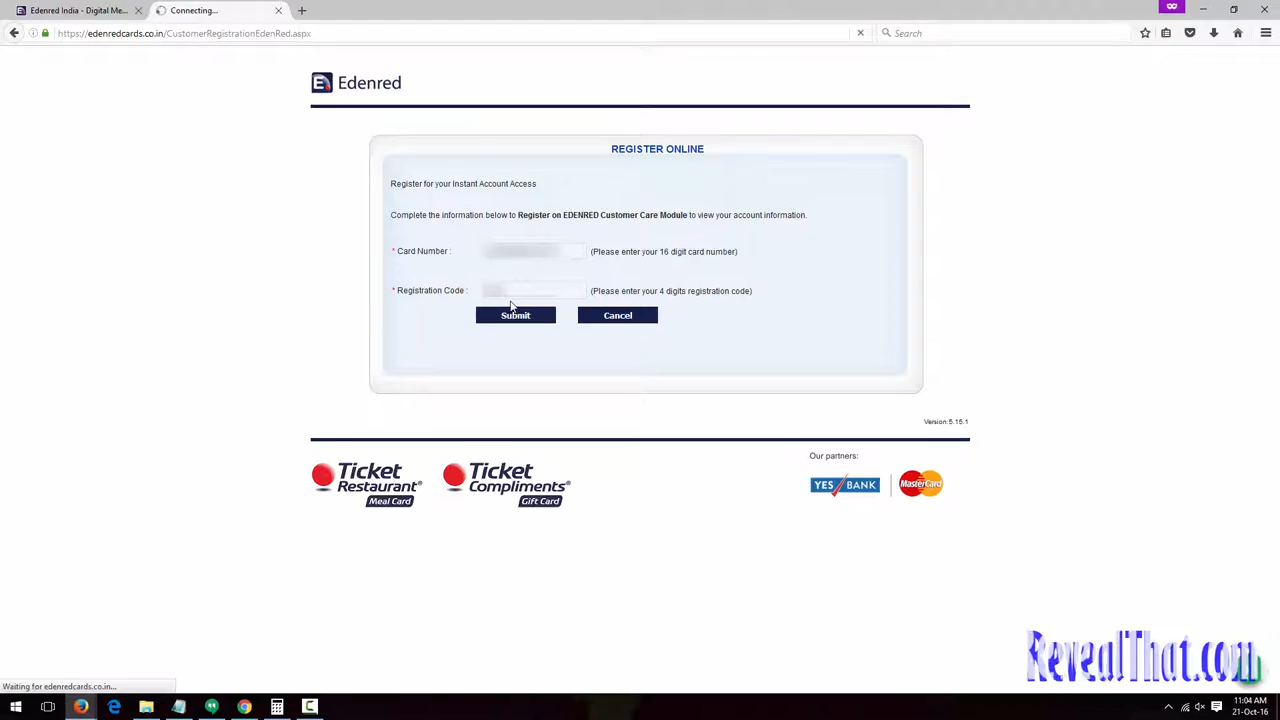 Edenred India - Digital Me...
Connecting...
https://edenredcards.co.in/CustomerRegistrationEdenRed.aspx
Search
Edenred
REGISTER ONLINE
Register for your Instant Account Access
Complete the information below to Register on EDENRED Customer Care Module to view your account information.
* Card Number : (Please enter your 16 digit card number)
* Registration Code : (Please enter your 4 digits registration code)
Submit Cancel
Version:5.15.1
Ticket Restaurant® Meal Card
Ticket Compliments® Gift Card
Our partners:
YES BANK
MasterCard
RevealThat.com
Waiting for edenredcards.co.in...
11:04 AM
21-Oct-16